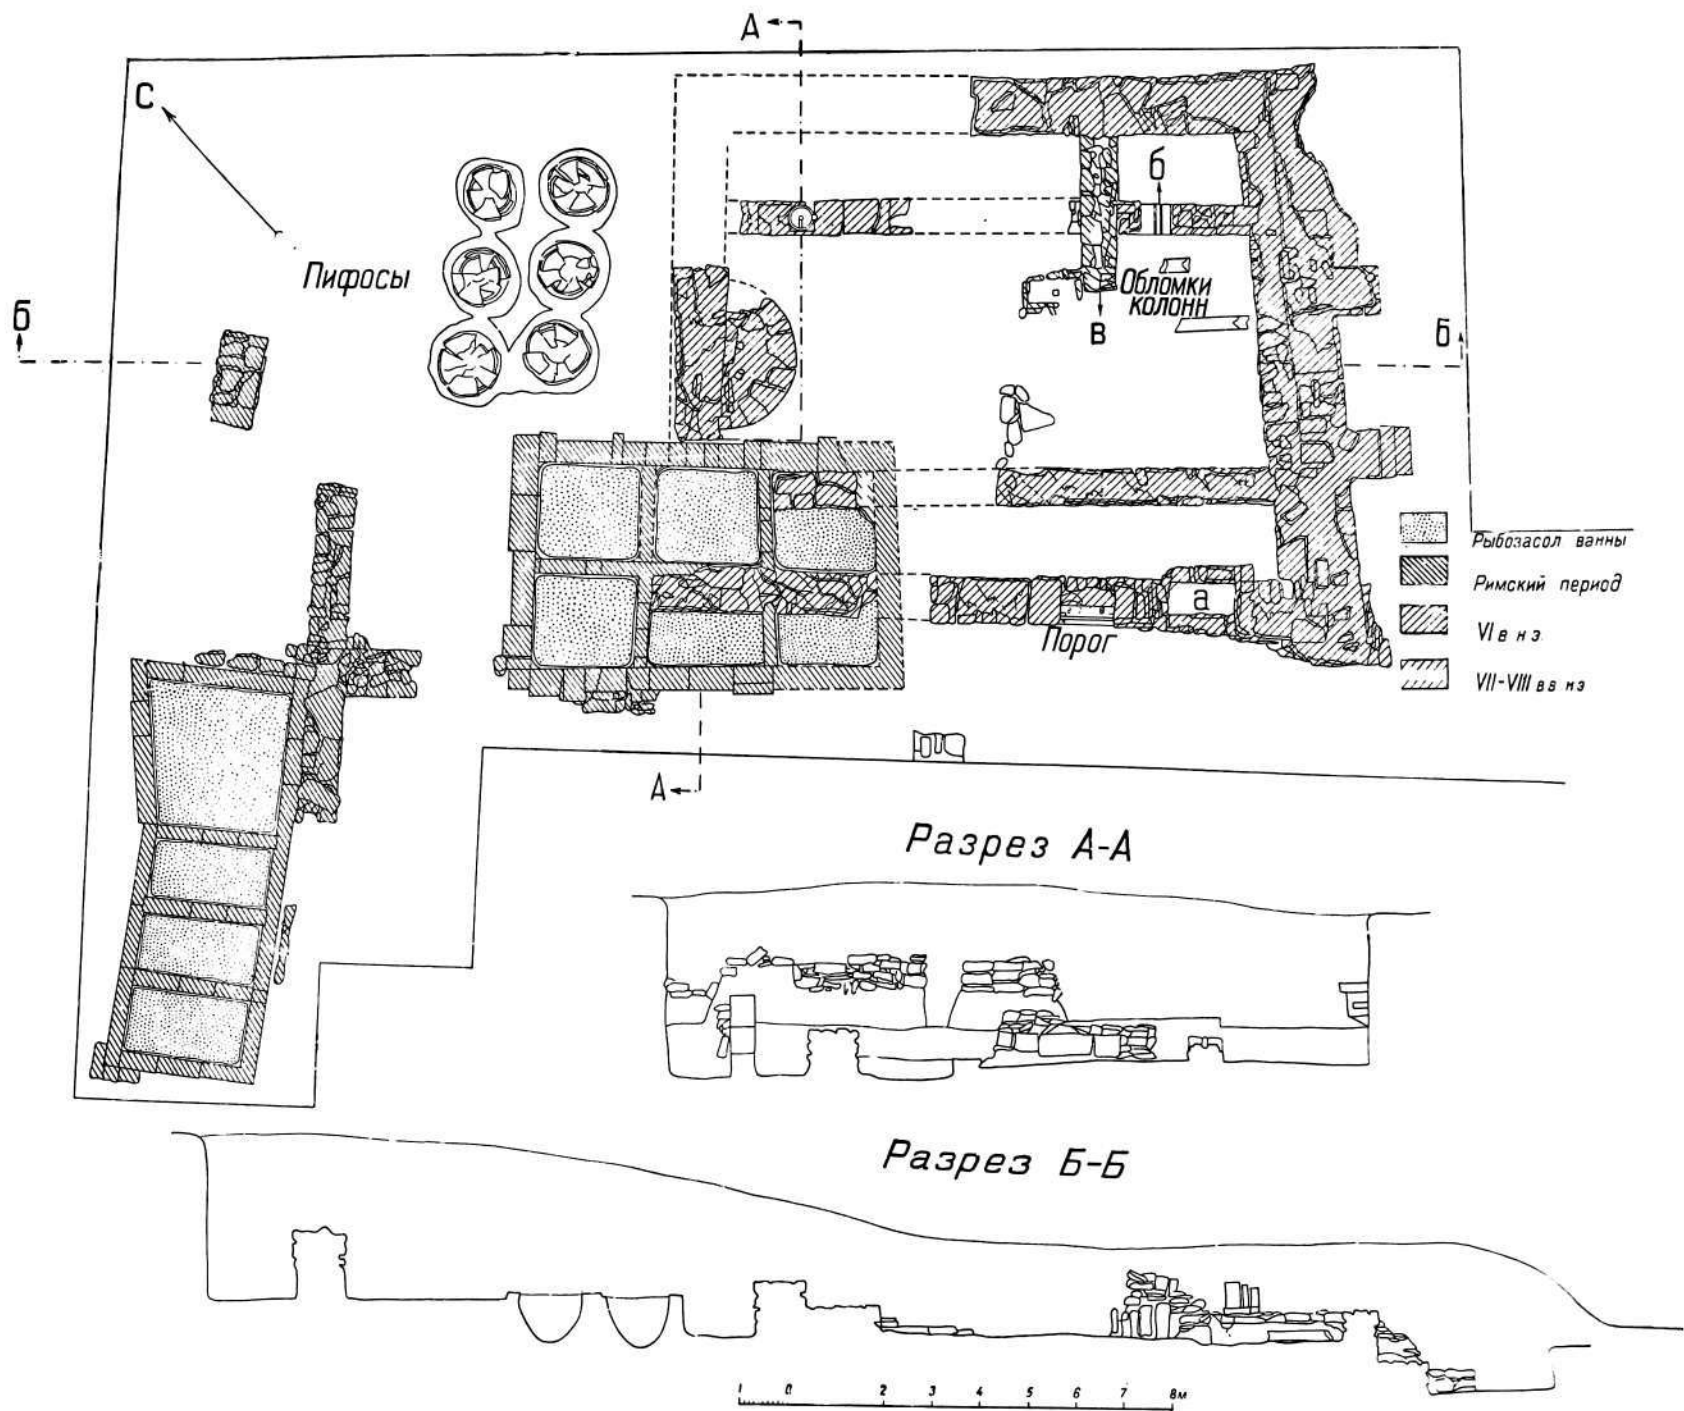 А
С
б
Пифосы
Обломки
колонн
Б
в
Б
Рыбозасол ванны
Римский период
VI в н э
VII-VIII вв нэ
а
Порог
А
Разрез А-А
Разрез Б-Б
1 0 2 3 4 5 6 7 8м